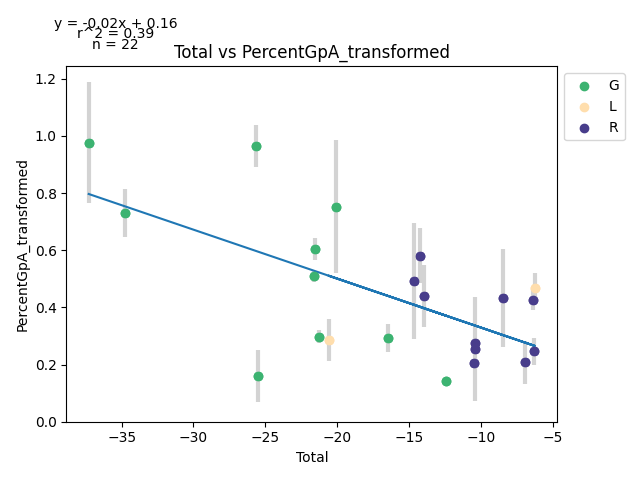 y = -0.02x + 0.16
r^2 = 0.39
n = 22
Total vs PercentGpA_transformed
1.2
1.0
0.8
0.6
0.4
0.2
0.0
PercentGpA_transformed
−35
−30
−25
−20
−15
−10
−5
Total
G
L
R